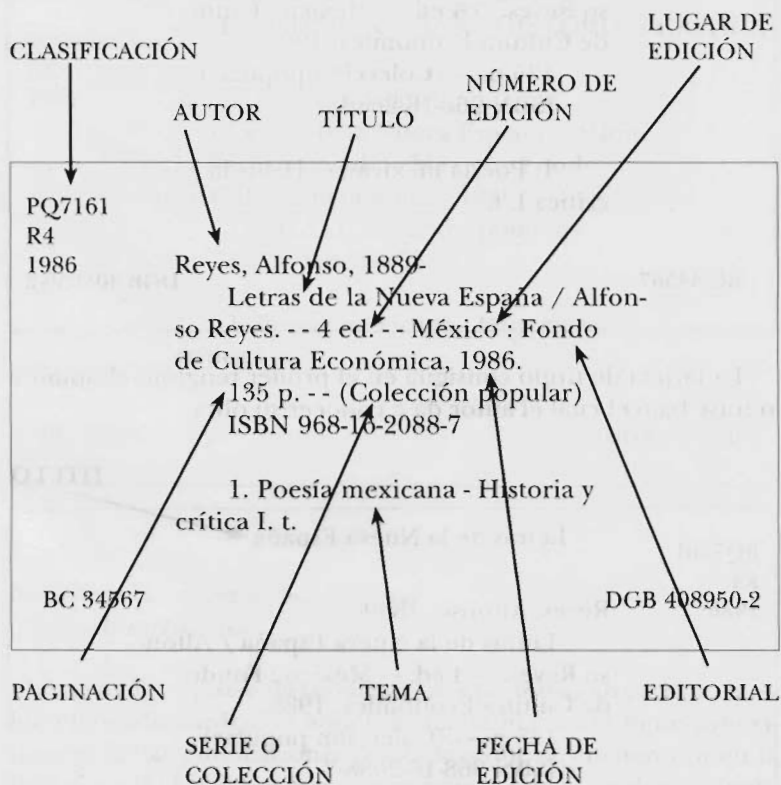 LUGAR DE
EDICIÓN
CLASIFICACIÓN
NÚMERO DE
EDICIÓN
AUTOR
TÍTULO
PQ7161
R4
1986
Reyes, Alfonso, 1889-
Letras de la Nueva España / Alfon-
so Reyes. - - 4 ed. - - México : Fondo
de Cultura Económica, 1986.
135 p. - - (Colección popular)
ISBN 968-16-2088-7
1. Poesía mexicana - Historia y
crítica I. t.
BC 34567
DGB 408950-2
PAGINACIÓN
TEMA
EDITORIAL
SERIE O
COLECCIÓN
FECHA DE
EDICIÓN